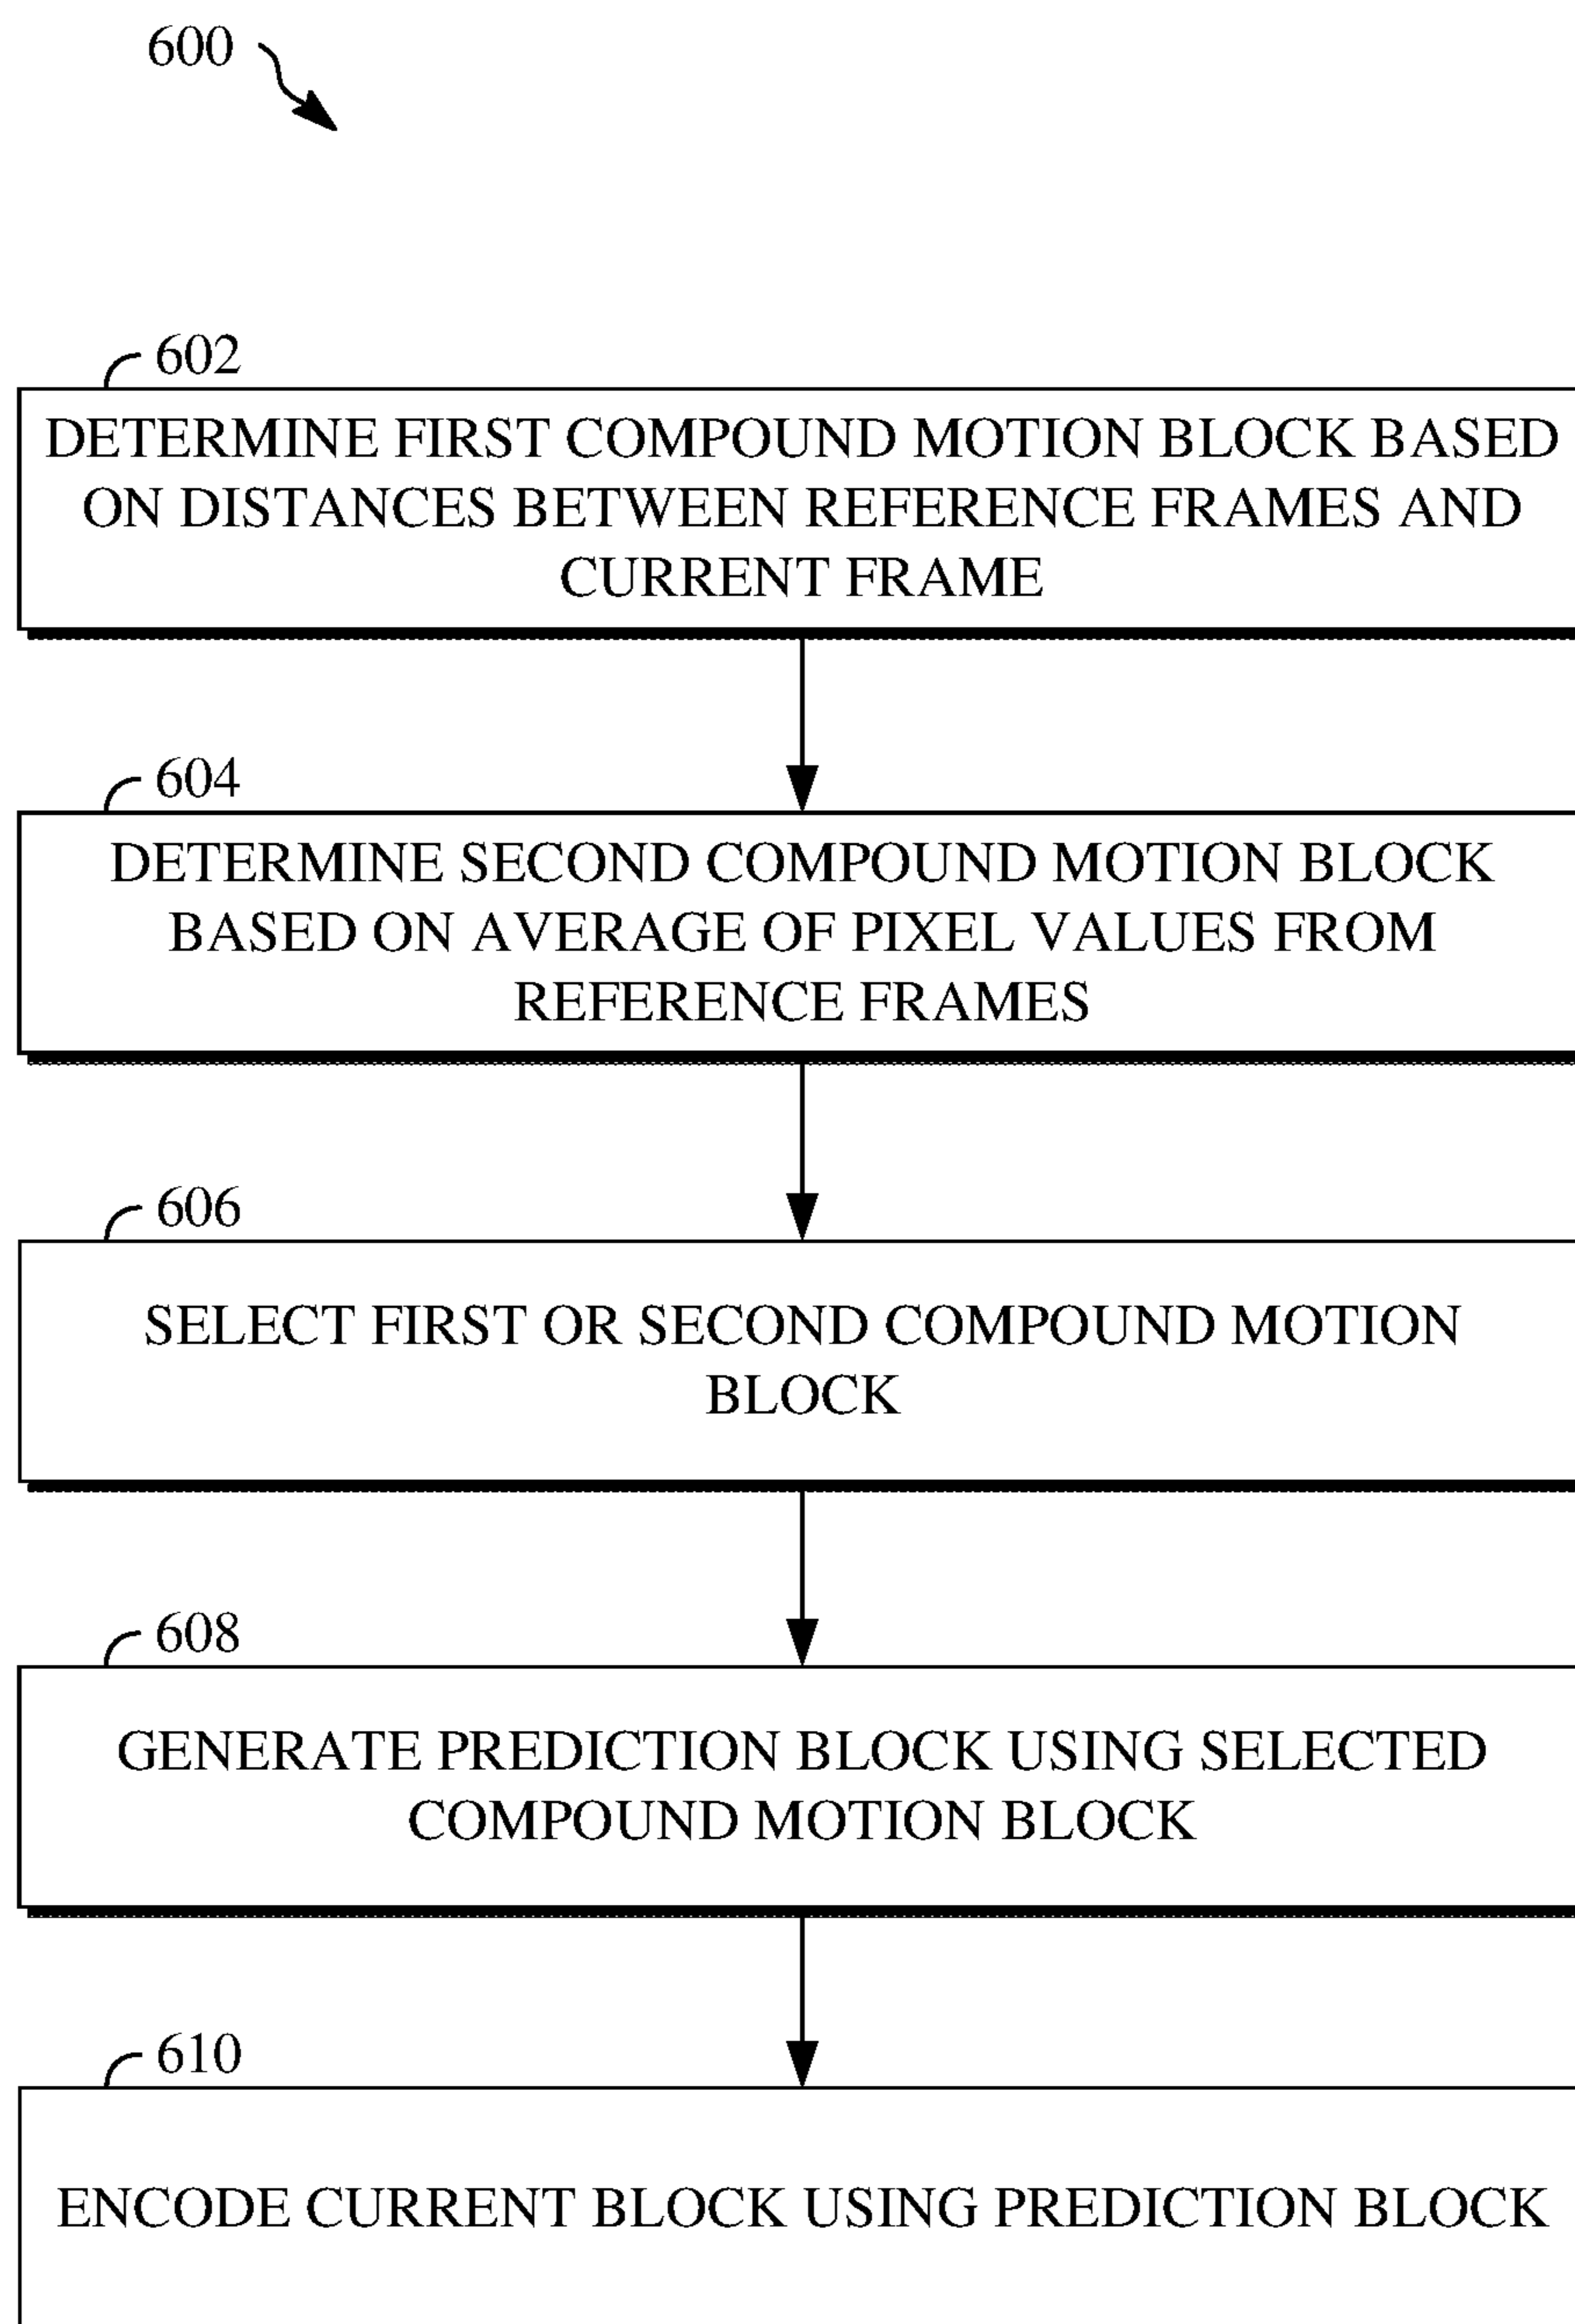 600
602
DETERMINE FIRST COMPOUND MOTION BLOCK BASED
ON DISTANCES BETWEEN REFERENCE FRAMES AND
CURRENT FRAME
604
DETERMINE SECOND COMPOUND MOTION BLOCK
BASED ON AVERAGE OF PIXEL VALUES FROM
REFERENCE FRAMES
606
SELECT FIRST OR SECOND COMPOUND MOTION
BLOCK
608
GENERATE PREDICTION BLOCK USING SELECTED
COMPOUND MOTION BLOCK
610
ENCODE CURRENT BLOCK USING PREDICTION BLOCK